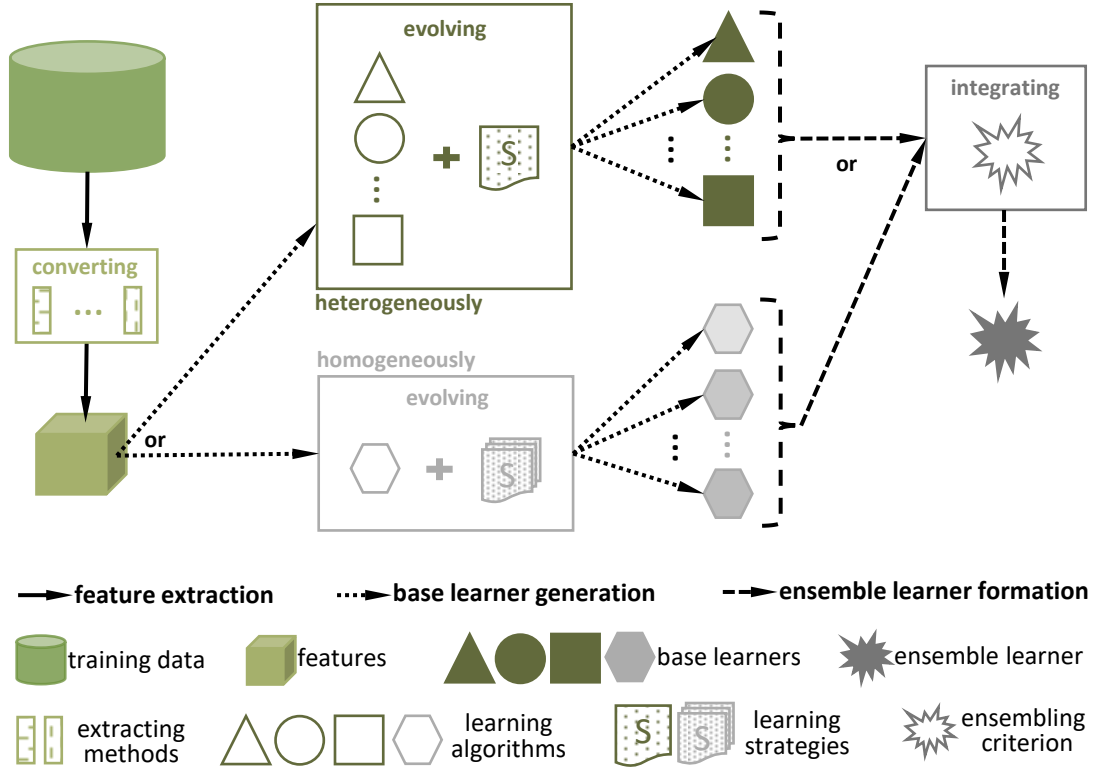 evolving
S
heterogeneously
or
integrating
converting
...
homogeneously
evolving
S
or
feature extraction
base learner generation
ensemble learner formation
training data
features
base learners
ensemble learner
extracting
methods
learning
algorithms
S
S
learning
strategies
ensembling
criterion